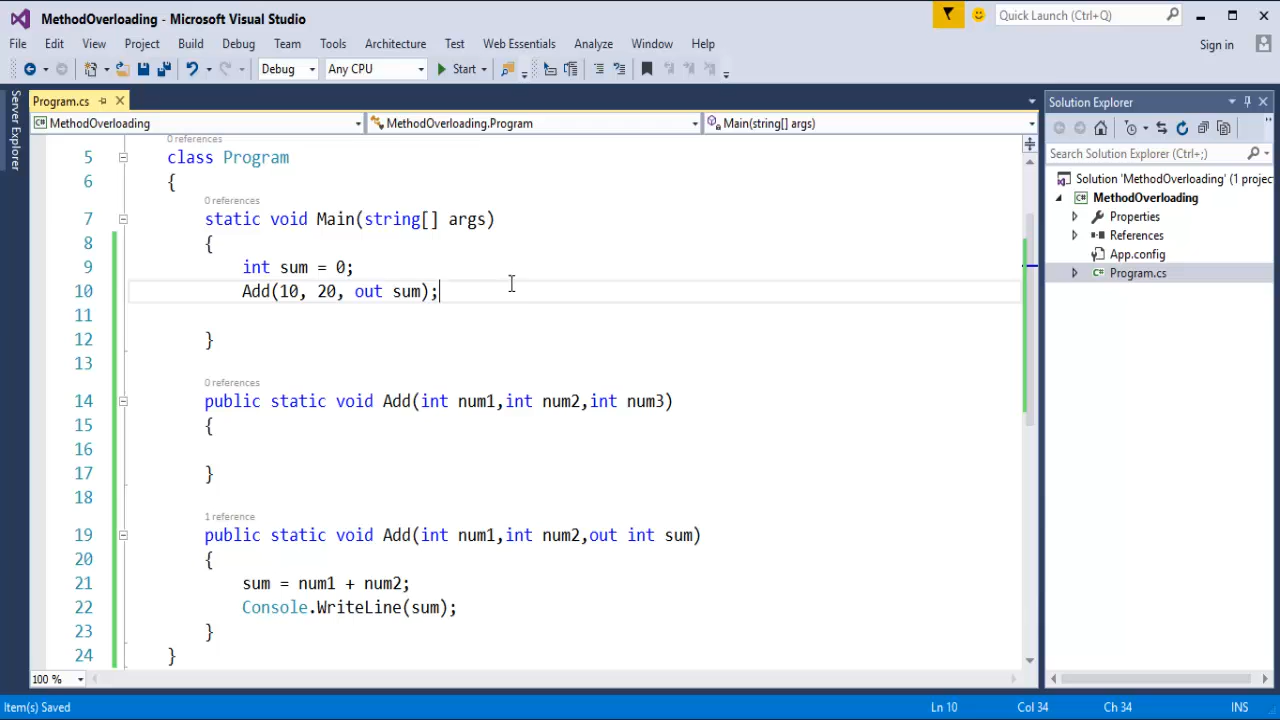 MethodOverloading - Microsoft Visual Studio
Quick Launch (Ctrl+Q)
File Edit View Project Build Debug Team Tools Architecture Test Web Essentials Analyze Window Help
Sign in
Debug Any CPU Start
Server Explorer
Program.cs
MethodOverloading MethodOverloading.Program Main(string[] args)
0 references
5 class Program
6 {
0 references
7 static void Main(string[] args)
8 {
9 int sum = 0;
10 Add(10, 20, out sum);
11
12 }
13
0 references
14 public static void Add(int num1,int num2,int num3)
15 {
16
17 }
18
1 reference
19 public static void Add(int num1,int num2,out int sum)
20 {
21 sum = num1 + num2;
22 Console.WriteLine(sum);
23 }
24 }
100 %
Solution Explorer
Search Solution Explorer (Ctrl+;)
Solution 'MethodOverloading' (1 projec
MethodOverloading
Properties
References
App.config
Program.cs
Item(s) Saved Ln 10 Col 34 Ch 34 INS